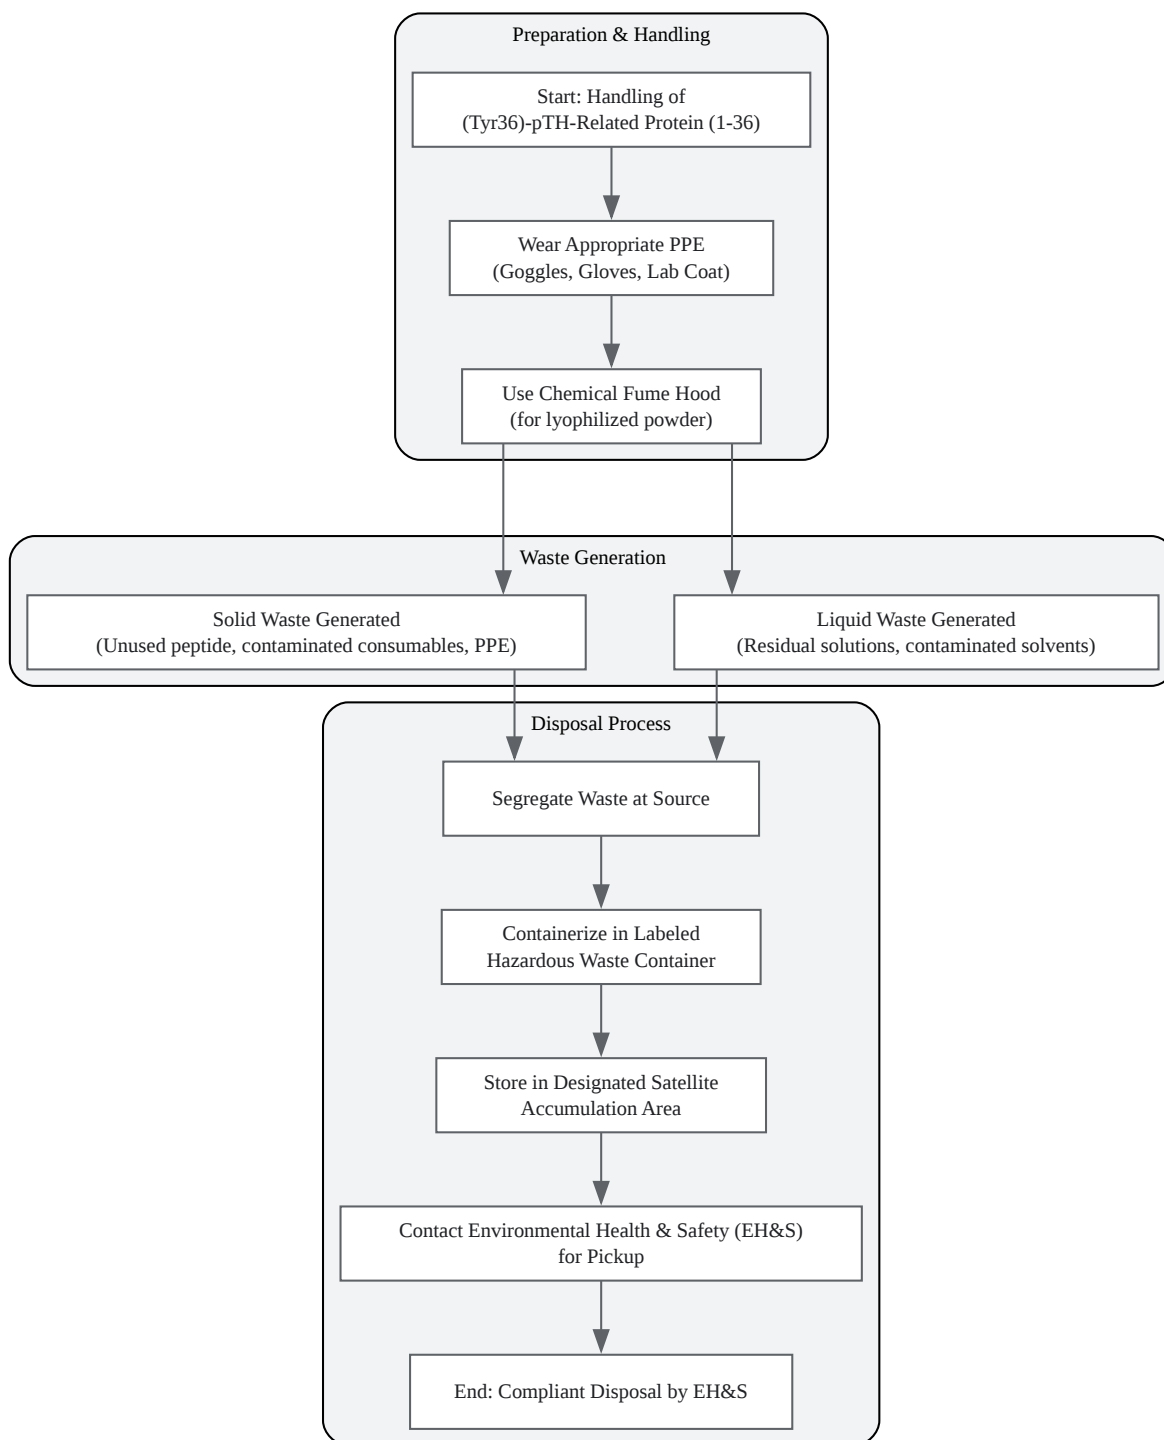 Preparation & Handling
Start: Handling of
(Tyr36)-pTH-Related Protein (1-36)
Wear Appropriate PPE
(Goggles, Gloves, Lab Coat)
Use Chemical Fume Hood
(for lyophilized powder)
Waste Generation
Solid Waste Generated
(Unused peptide, contaminated consumables, PPE)
Liquid Waste Generated
(Residual solutions, contaminated solvents)
Disposal Process
Segregate Waste at Source
Containerize in Labeled
Hazardous Waste Container
Store in Designated Satellite
Accumulation Area
Contact Environmental Health & Safety (EH&S)
for Pickup
End: Compliant Disposal by EH&S